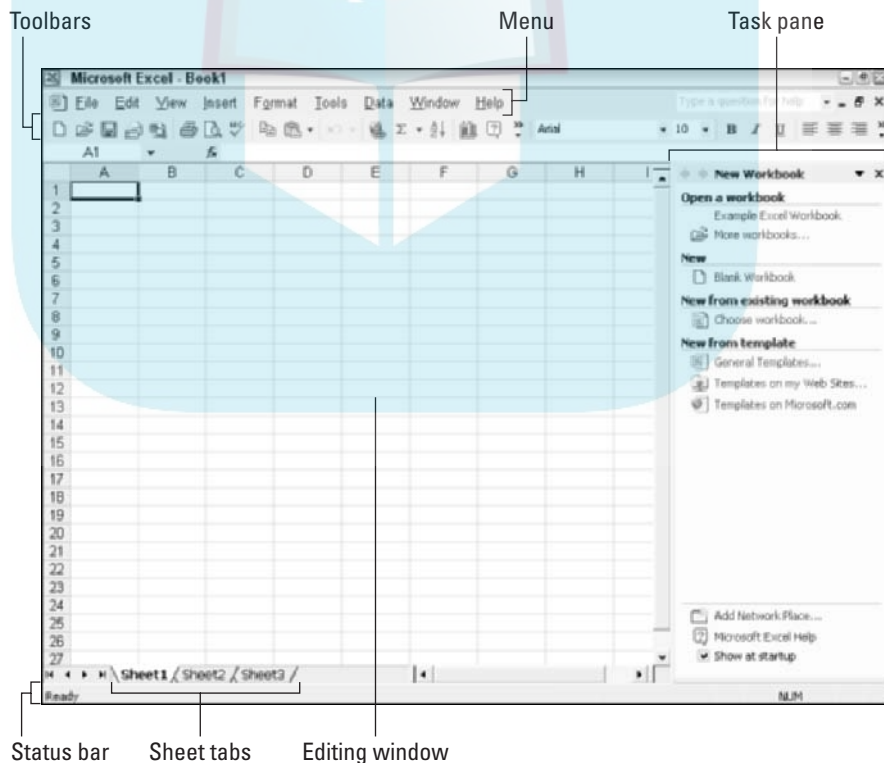 Toolbars Menu Task pane
Microsoft Excel - Book1
File Edit View Insert Format Tools Data Window Help Type a question for help
Arial 10 B I U
A1 fx
A B C D E F G H I
New Workbook
Open a workbook
Example Excel Workbook
More workbooks...
New
Blank Workbook
New from existing workbook
Choose workbook...
New from template
General Templates...
Templates on my Web Sites...
Templates on Microsoft.com
1
2
3
4
5
6
7
8
9
10
11
12
13
14
15
16
17
18
19
20
21
22
23
24
25
26
27
Add Network Place...
Microsoft Excel Help
Show at startup
Sheet1 / Sheet2 / Sheet3 /
Ready NUM
Status bar Sheet tabs Editing window